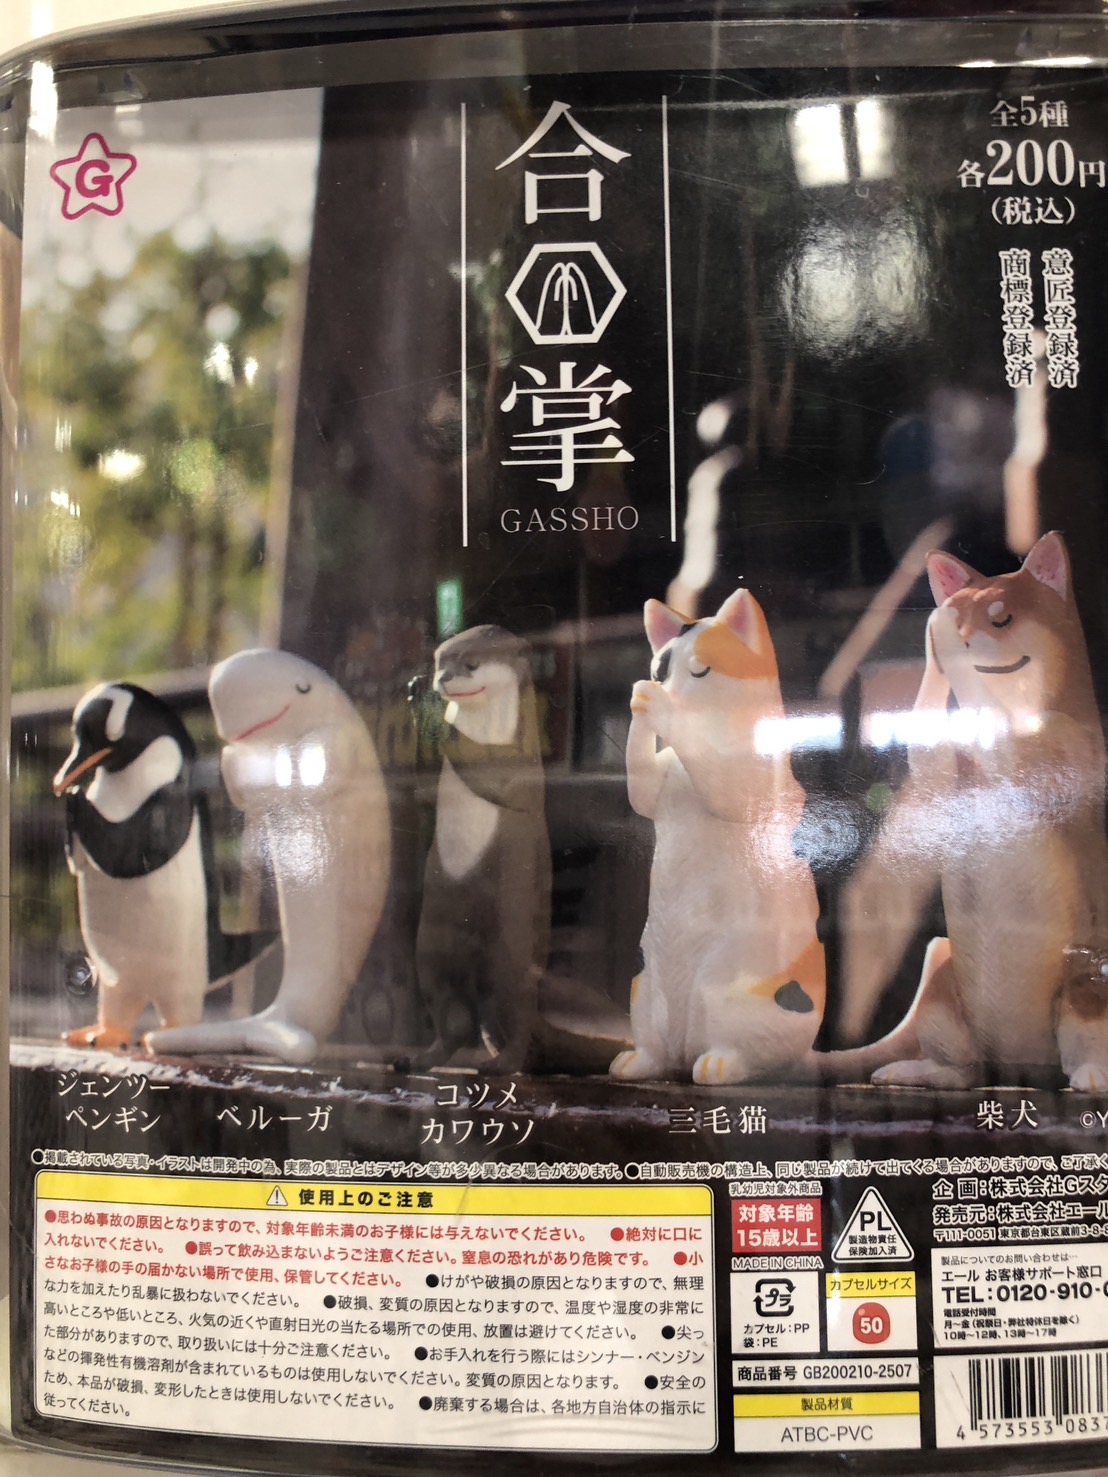 G
合
掌
GASSHO
全5種
各200円
(税込)
意匠登録済
商標登録済
ジェンツー
ペンギン
ベルーガ
コツメ
カワウソ
三毛猫
柴犬
©Y
●掲載されている写真・イラストは開発中の為、実際の製品とはデザイン等が多少異なる場合があります。●自動販売機の構造上、同じ製品が続けて出てくる場合がありますので、ご了承く
⚠ 使用上のご注意
●思わぬ事故の原因となりますので、対象年齢未満のお子様には与えないでください。 ●絶対に口に
入れないでください。 ●誤って飲み込まないようご注意ください。窒息の恐れがあり危険です。 ●小
さなお子様の手の届かない場所で使用、保管してください。 ●けがや破損の原因となりますので、無理
な力を加えたり乱暴に扱わないでください。 ●破損、変質の原因となりますので、温度や湿度の非常に
高いところや低いところ、火気の近くや直射日光の当たる場所での使用、放置は避けてください。 ●尖っ
た部分がありますので、取り扱いには十分ご注意ください。 ●お手入れを行う際にはシンナー・ベンジン
などの揮発性有機溶剤が含まれているものは使用しないでください。変質の原因となります。 ●安全の
ため、本品が破損、変形したときは使用しないでください。 ●廃棄する場合は、各地方自治体の指示に
従ってください。
乳幼児対象外商品
対象年齢
15歳以上
MADE IN CHINA
PL
製造物責任
保険加入済
プラ
カプセル:PP
袋:PE
カプセルサイズ
50
商品番号 GB200210-2507
製品材質
ATBC-PVC
企 画:株式会社Gスタ
発売元:株式会社エール
〒111-0051 東京都台東区蔵前3-8-
製品についてのお問い合わせは…
エール お客様サポート窓口
TEL:0120-910-
電話受付時間
月〜金(祝祭日・弊社特休日を除く)
10時〜12時、13時〜17時
4 573553 0837